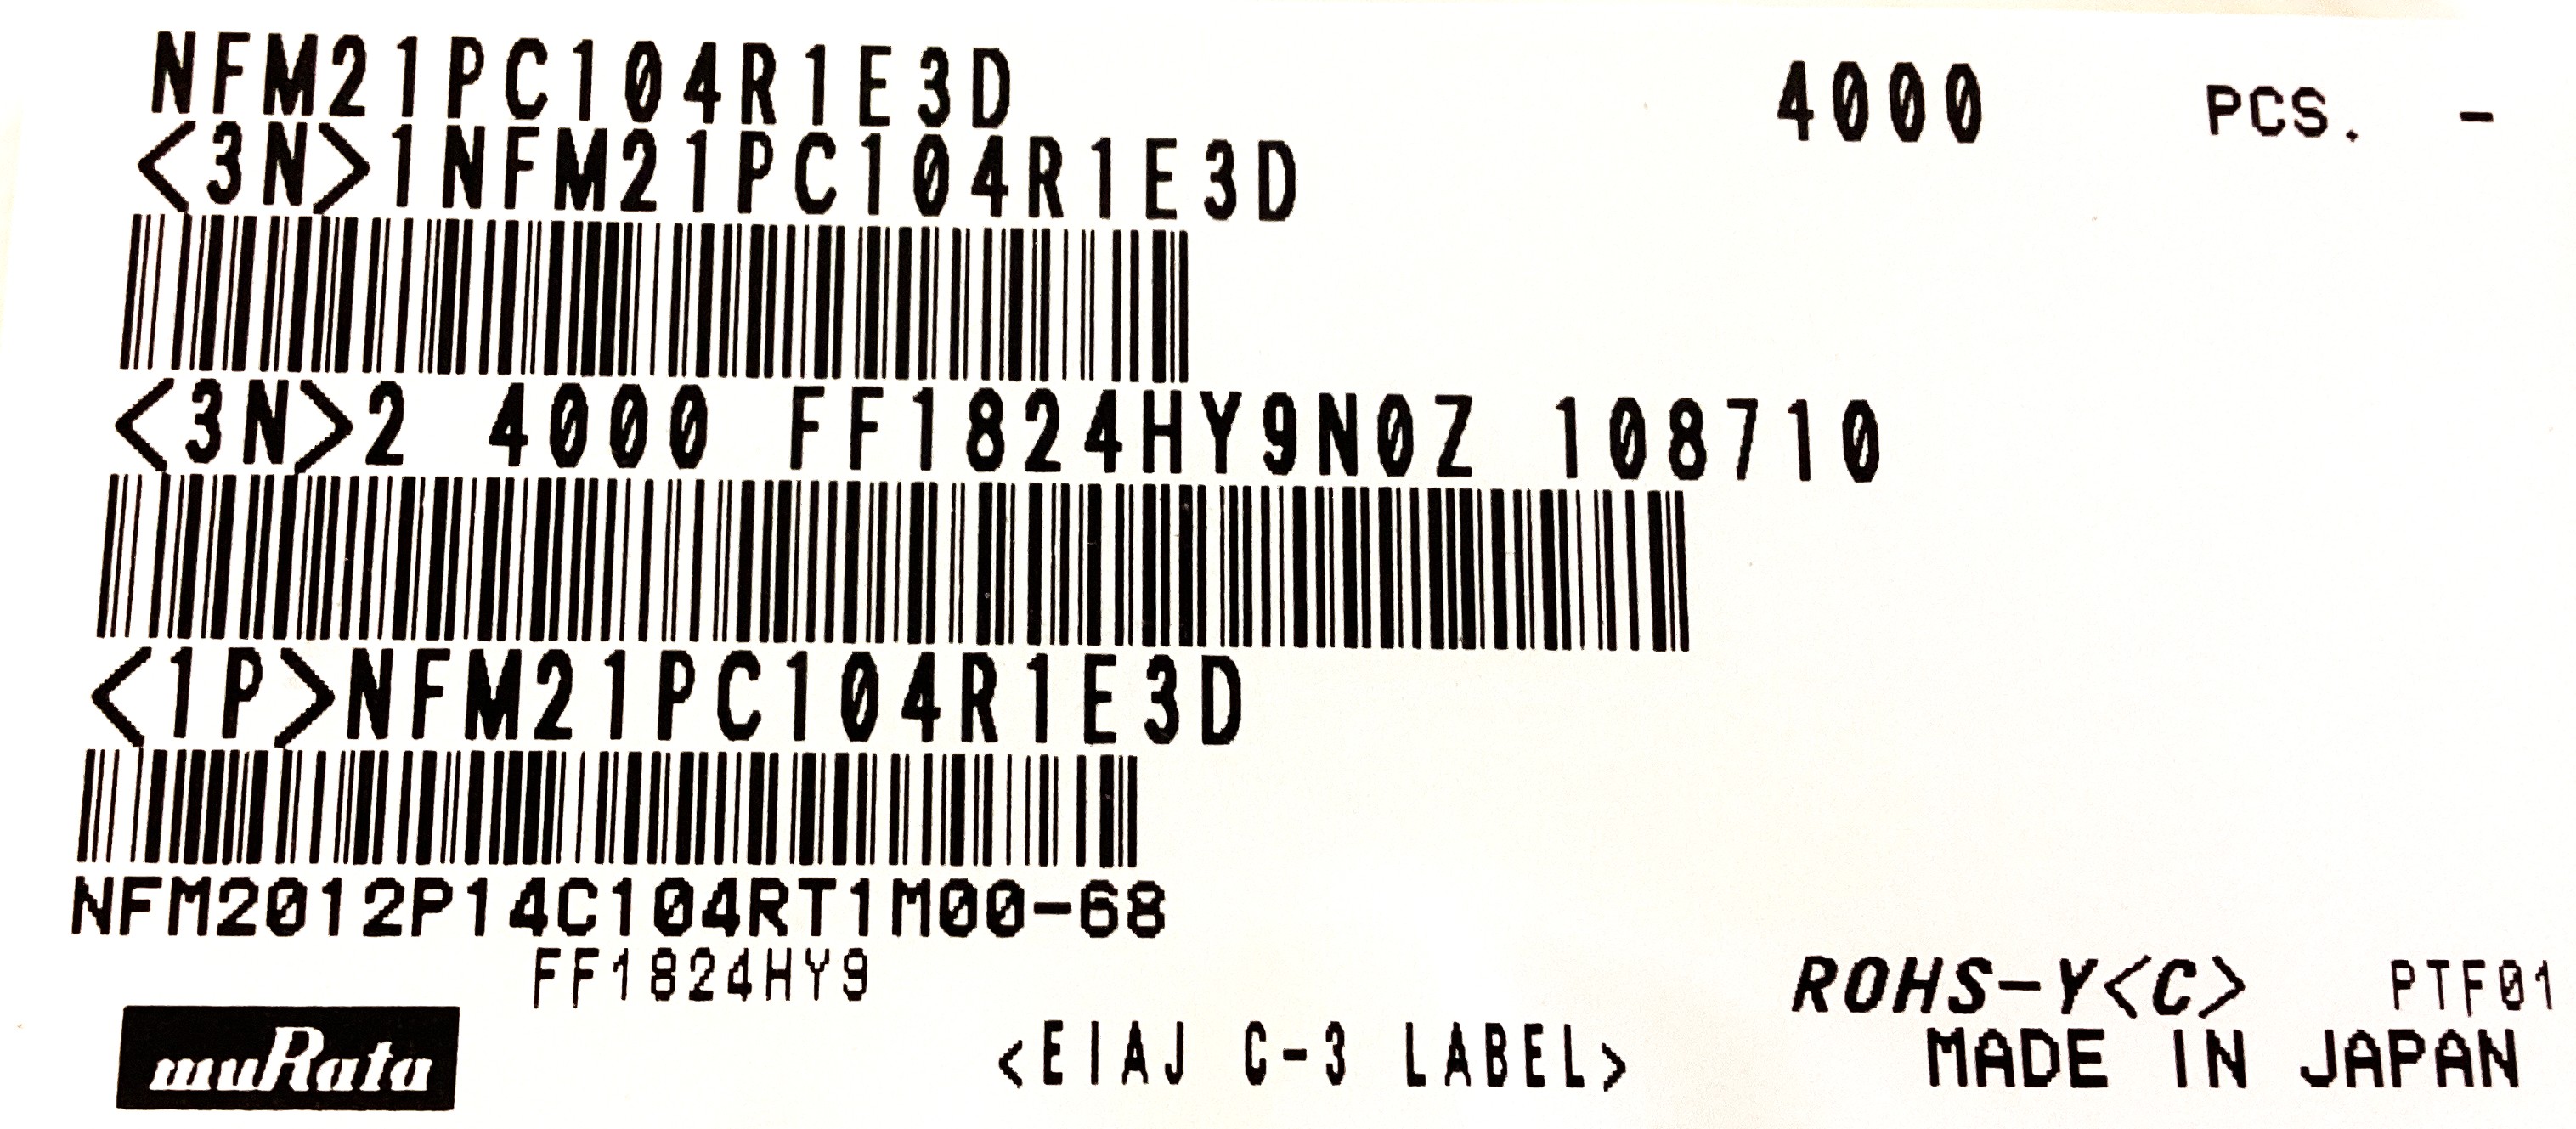 NFM21PC104R1E3D 4000 PCS. -
<3N>1NFM21PC104R1E3D
<3N>2 4000 FF1824HY9N0Z 108710
<1P>NFM21PC104R1E3D
NFM2012P14C104RT1M00-68
FF1824HY9
ROHS-Y<C> PTF01
muRata <EIAJ C-3 LABEL> MADE IN JAPAN